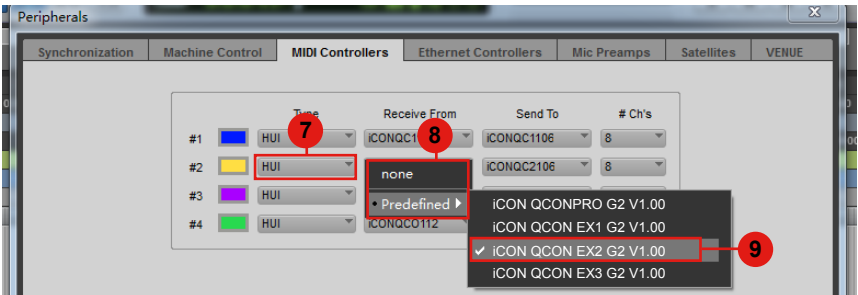 Peripherals
Synchronization Machine Control MIDI Controllers Ethernet Controllers Mic Preamps Satellites VENUE
Type Receive From Send To # Ch's
#1 HUI 7 iCONQC1 8 iCONQC1106 8
#2 HUI none iCONQC2106 8
#3 HUI • Predefined iCON QCONPRO G2 V1.00
#4 HUI iCONQCO112 iCON QCON EX1 G2 V1.00
✓ iCON QCON EX2 G2 V1.00 9
iCON QCON EX3 G2 V1.00